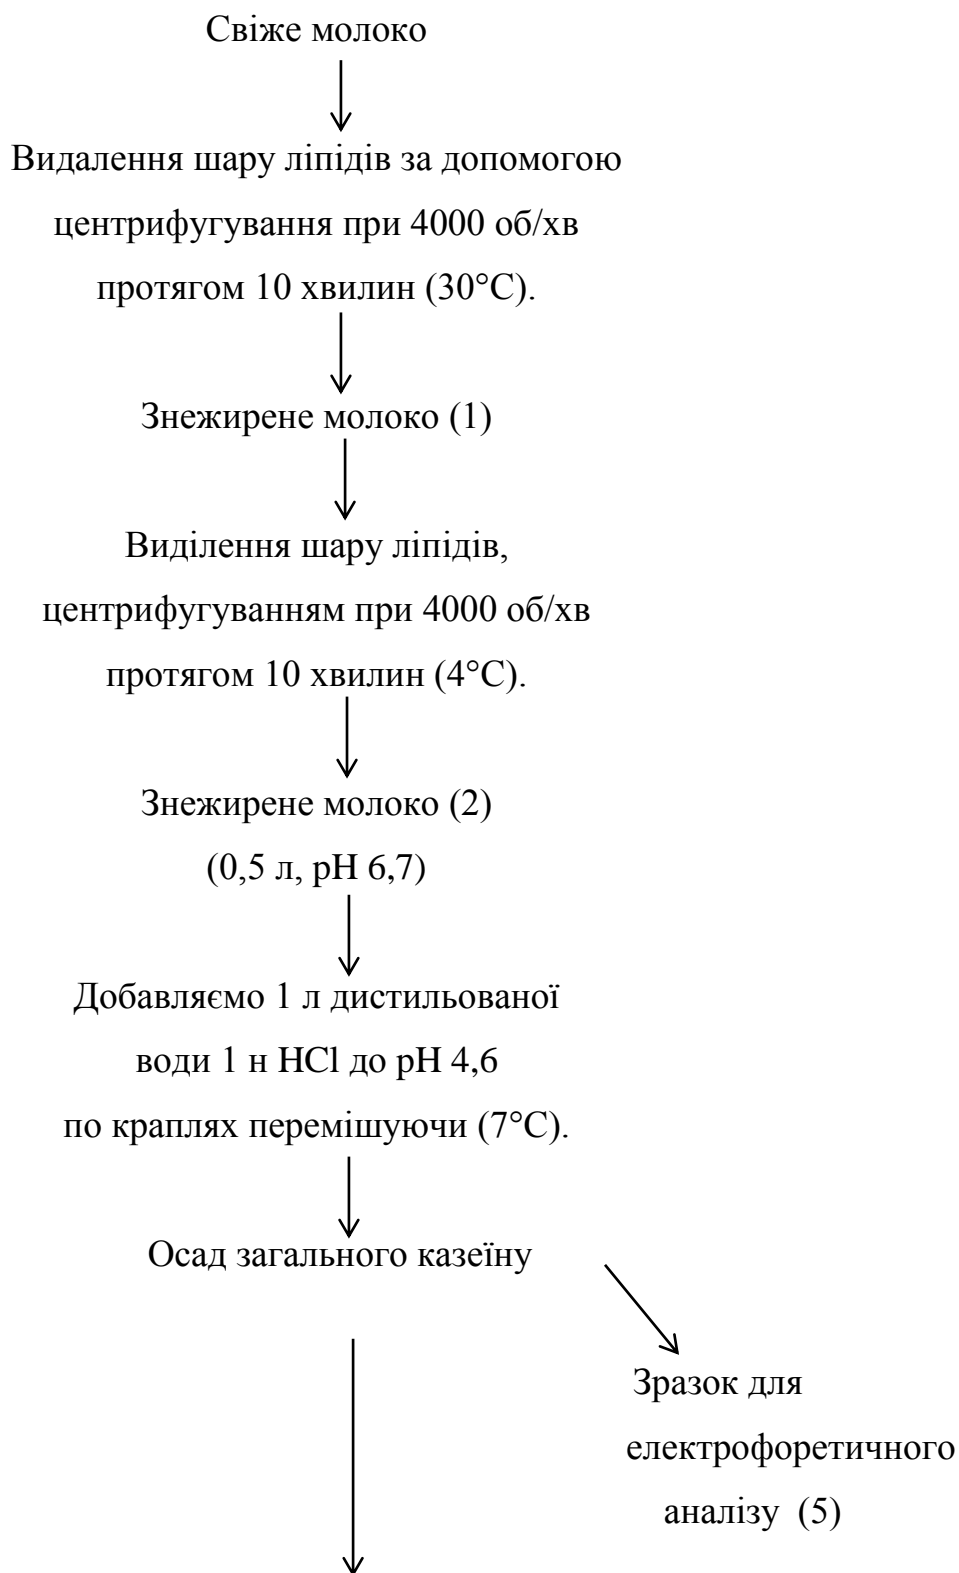 Свіже молоко
Видалення шару ліпідів за допомогою
центрифугування при 4000 об/хв
протягом 10 хвилин (30°С).
Знежирене молоко (1)
Виділення шару ліпідів,
центрифугуванням при 4000 об/хв
протягом 10 хвилин (4°С).
Знежирене молоко (2)
(0,5 л, рН 6,7)
Добавляємо 1 л дистильованої
води 1 н HCl до рН 4,6
по краплях перемішуючи (7°С).
Осад загального казеїну
Зразок для
електрофоретичного
аналізу (5)